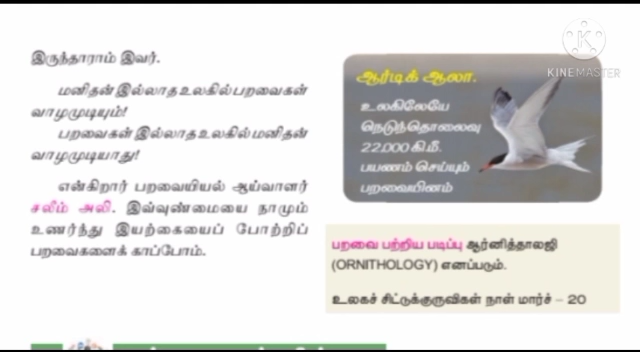 இருந்தாராம் இவர்.
மனிதன் இல்லாத உலகில் பறவைகள்
வாழமுடியும்!
பறவைகள் இல்லாத உலகில் மனிதன்
வாழமுடியாது!
என்கிறார் பறவையியல் ஆய்வாளர்
சலீம் அலி. இவ்வுண்மையை நாமும்
உணர்ந்து இயற்கையைப் போற்றிப்
பறவைகளைக் காப்போம்.
ஆர்டிக் ஆலா.
உலகிலேயே
நெடுந்தொலைவு
22,000 கி.மீ.
பயணம் செய்யும்
பறவையினம்
பறவை பற்றிய படிப்பு ஆர்னித்தாலஜி
(ORNITHOLOGY) எனப்படும்.
உலகச் சிட்டுக்குருவிகள் நாள் மார்ச் – 20
KINEMASTER